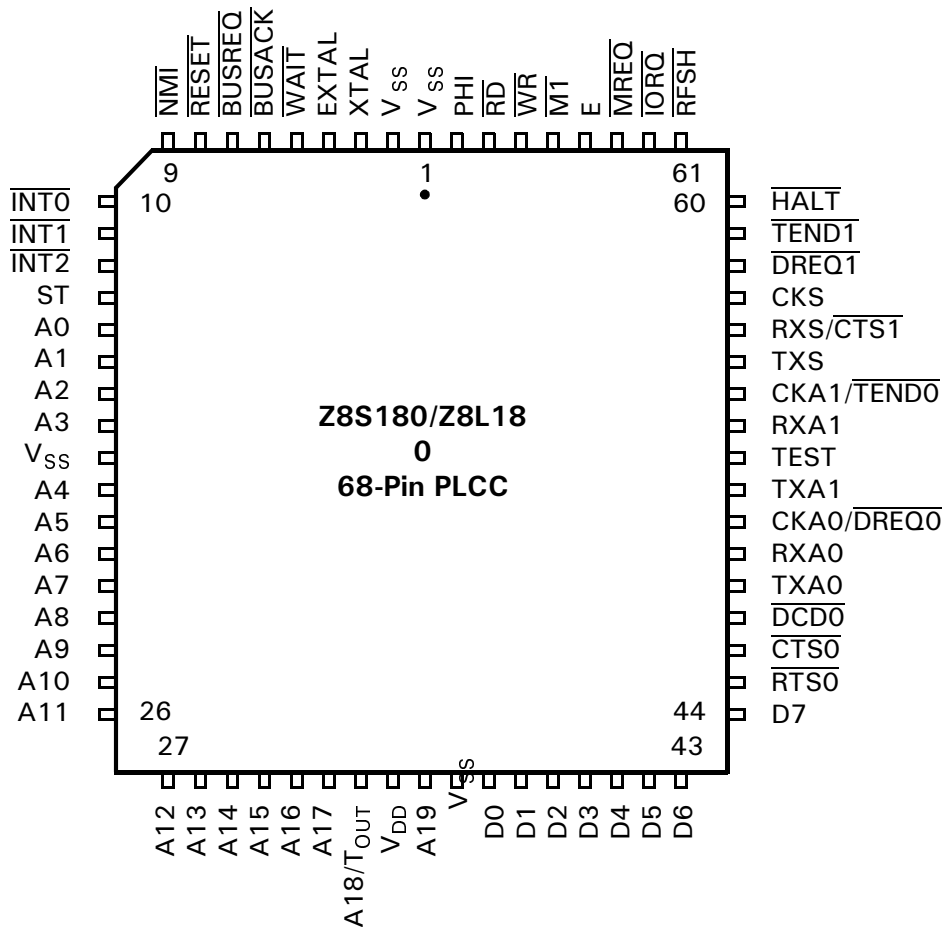 NMI
RESET
BUSREQ
BUSACK
WAIT
EXTAL
XTAL
VSS
VSS
PHI
RD
WR
M1
E
MREQ
IORQ
RFSH
9
1
61
10
60
INT0
INT1
INT2
ST
A0
A1
A2
A3
VSS
A4
A5
A6
A7
A8
A9
A10
A11
Z8S180/Z8L18
0
68-Pin PLCC
HALT
TEND1
DREQ1
CKS
RXS/CTS1
TXS
CKA1/TEND0
RXA1
TEST
TXA1
CKA0/DREQ0
RXA0
TXA0
DCD0
CTS0
RTS0
D7
26
44
27
43
A12
A13
A14
A15
A16
A17
A18/TOUT
VDD
A19
VSS
D0
D1
D2
D3
D4
D5
D6